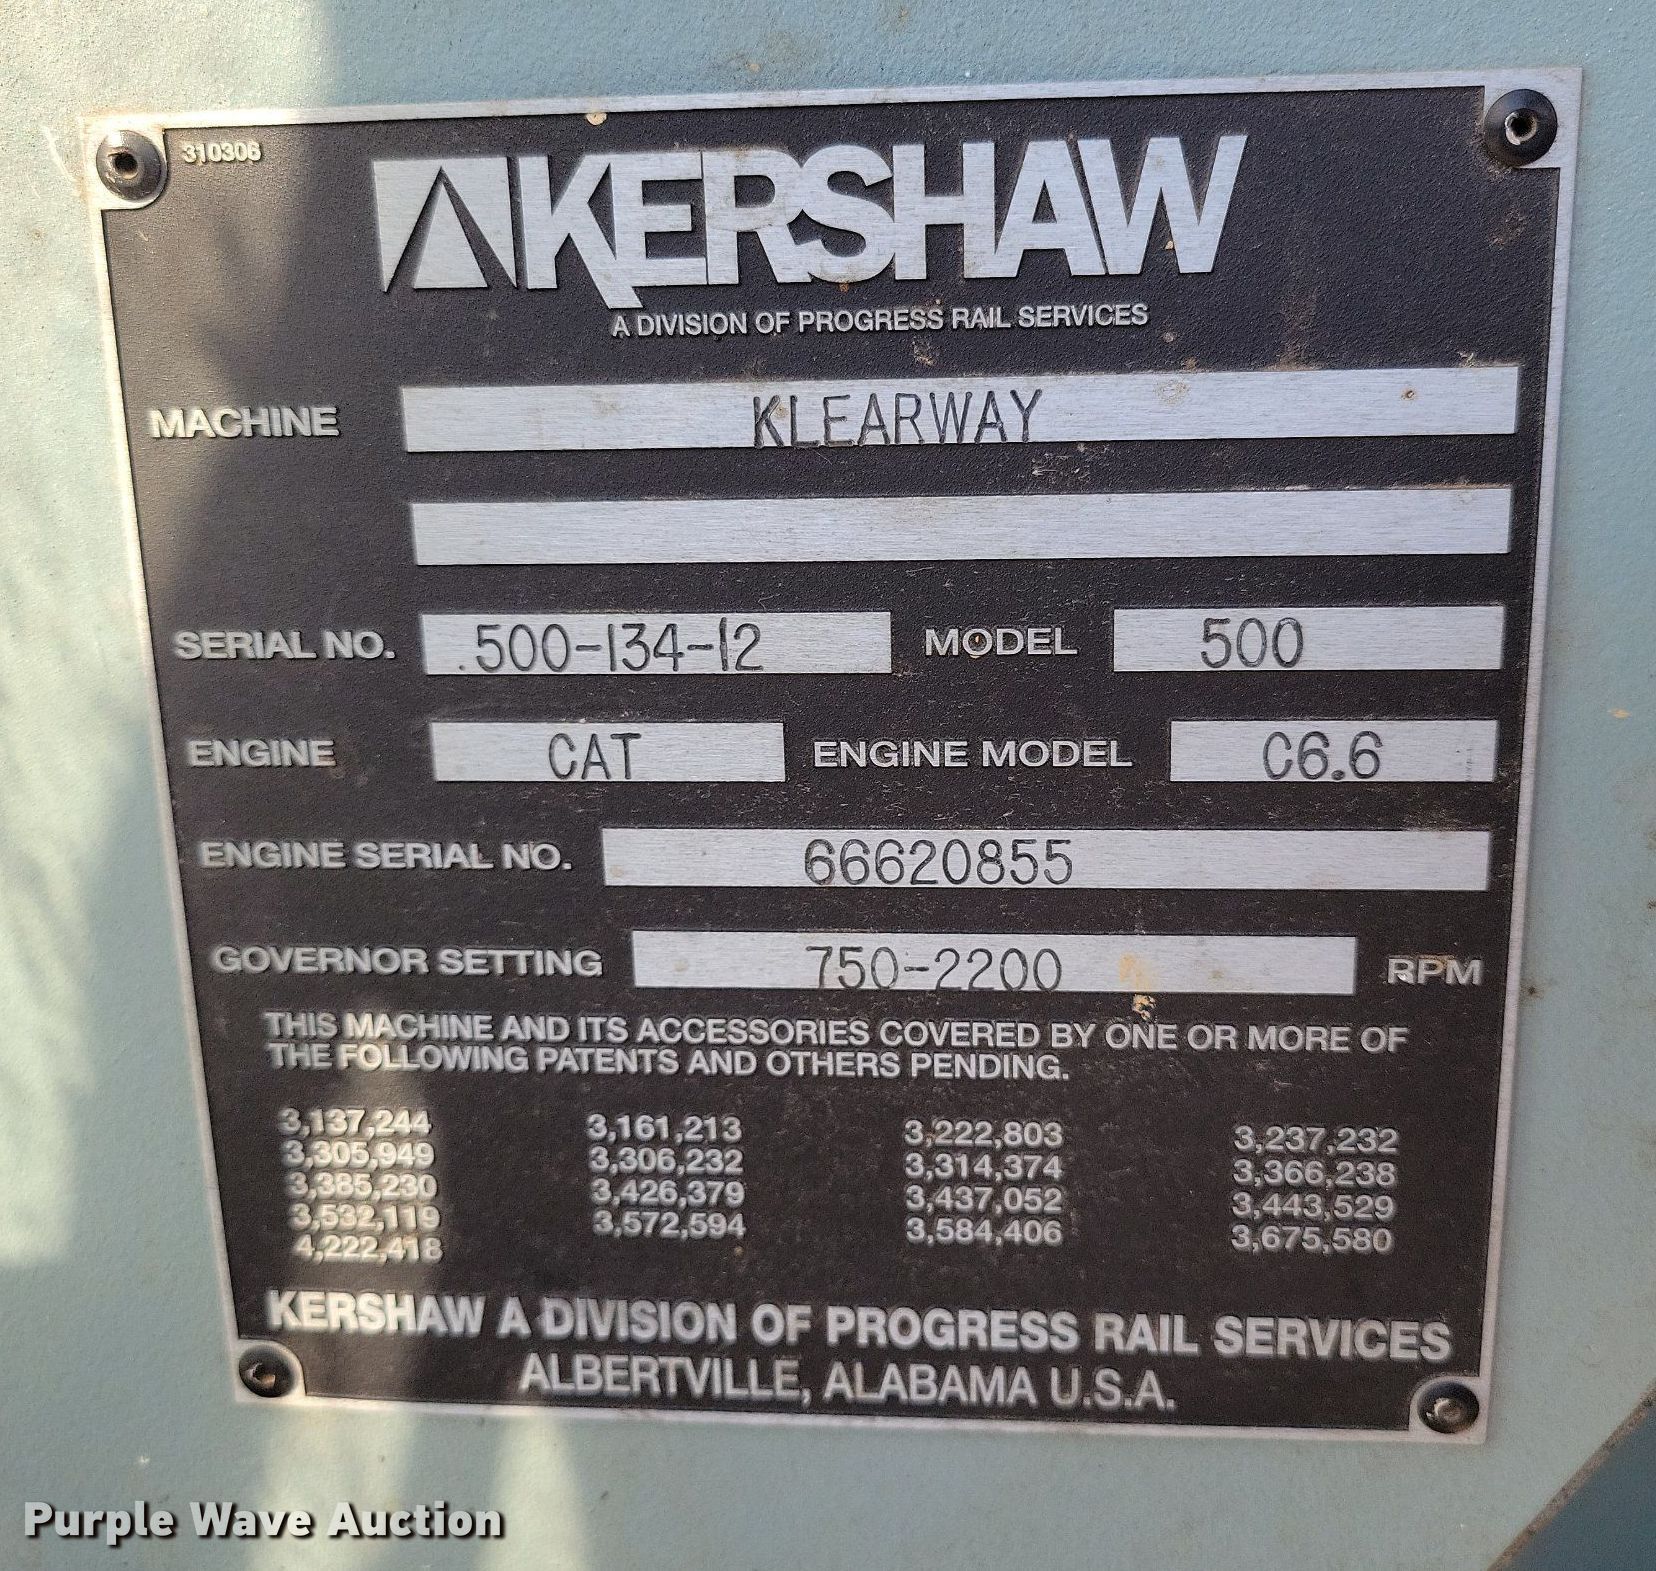 310306
KERSHAW
A DIVISION OF PROGRESS RAIL SERVICES
MACHINE KLEARWAY
SERIAL NO. .500-134-12 MODEL 500
ENGINE CAT ENGINE MODEL C6.6
ENGINE SERIAL NO. 66620855
GOVERNOR SETTING 750-2200 RPM
THIS MACHINE AND ITS ACCESSORIES COVERED BY ONE OR MORE OF
THE FOLLOWING PATENTS AND OTHERS PENDING.
3,137,244 3,161,213 3,222,803 3,237,232
3,305,949 3,306,232 3,314,374 3,366,238
3,385,230 3,426,379 3,437,052 3,443,529
3,532,119 3,572,594 3,584,406 3,675,580
4,222,418
KERSHAW A DIVISION OF PROGRESS RAIL SERVICES
ALBERTVILLE, ALABAMA U.S.A.
Purple Wave Auction